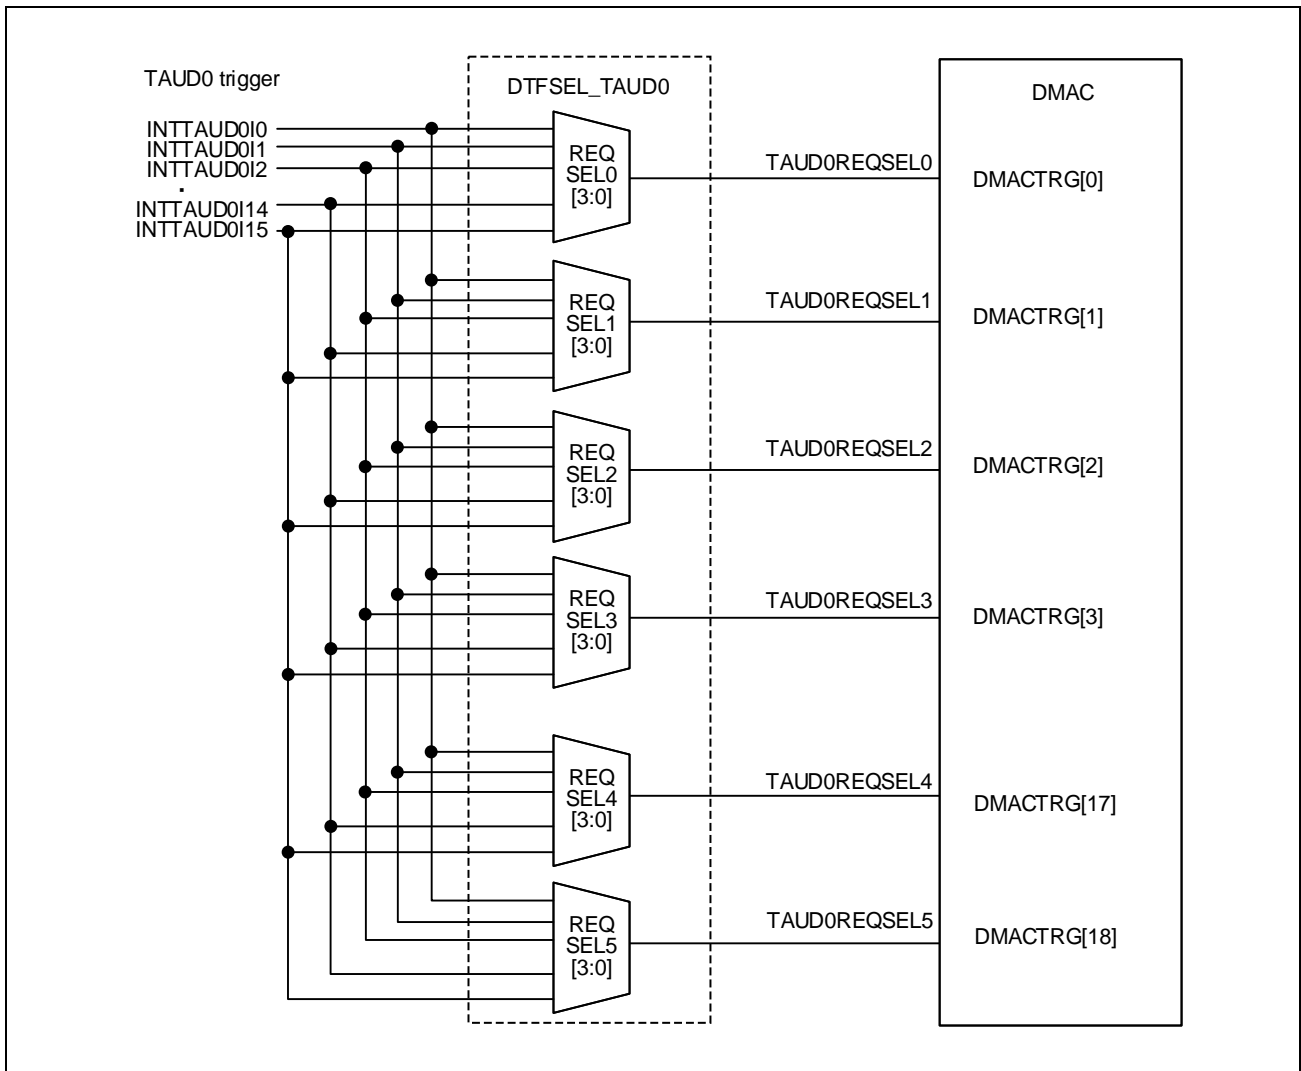 TAUD0 trigger
DTFSEL_TAUD0
DMAC
INTTAUD0I0
INTTAUD0I1
INTTAUD0I2
.
INTTAUD0I14
INTTAUD0I15
REQ
SEL0
[3:0]
TAUD0REQSEL0
DMACTRG[0]
REQ
SEL1
[3:0]
TAUD0REQSEL1
DMACTRG[1]
REQ
SEL2
[3:0]
TAUD0REQSEL2
DMACTRG[2]
REQ
SEL3
[3:0]
TAUD0REQSEL3
DMACTRG[3]
REQ
SEL4
[3:0]
TAUD0REQSEL4
DMACTRG[17]
REQ
SEL5
[3:0]
TAUD0REQSEL5
DMACTRG[18]